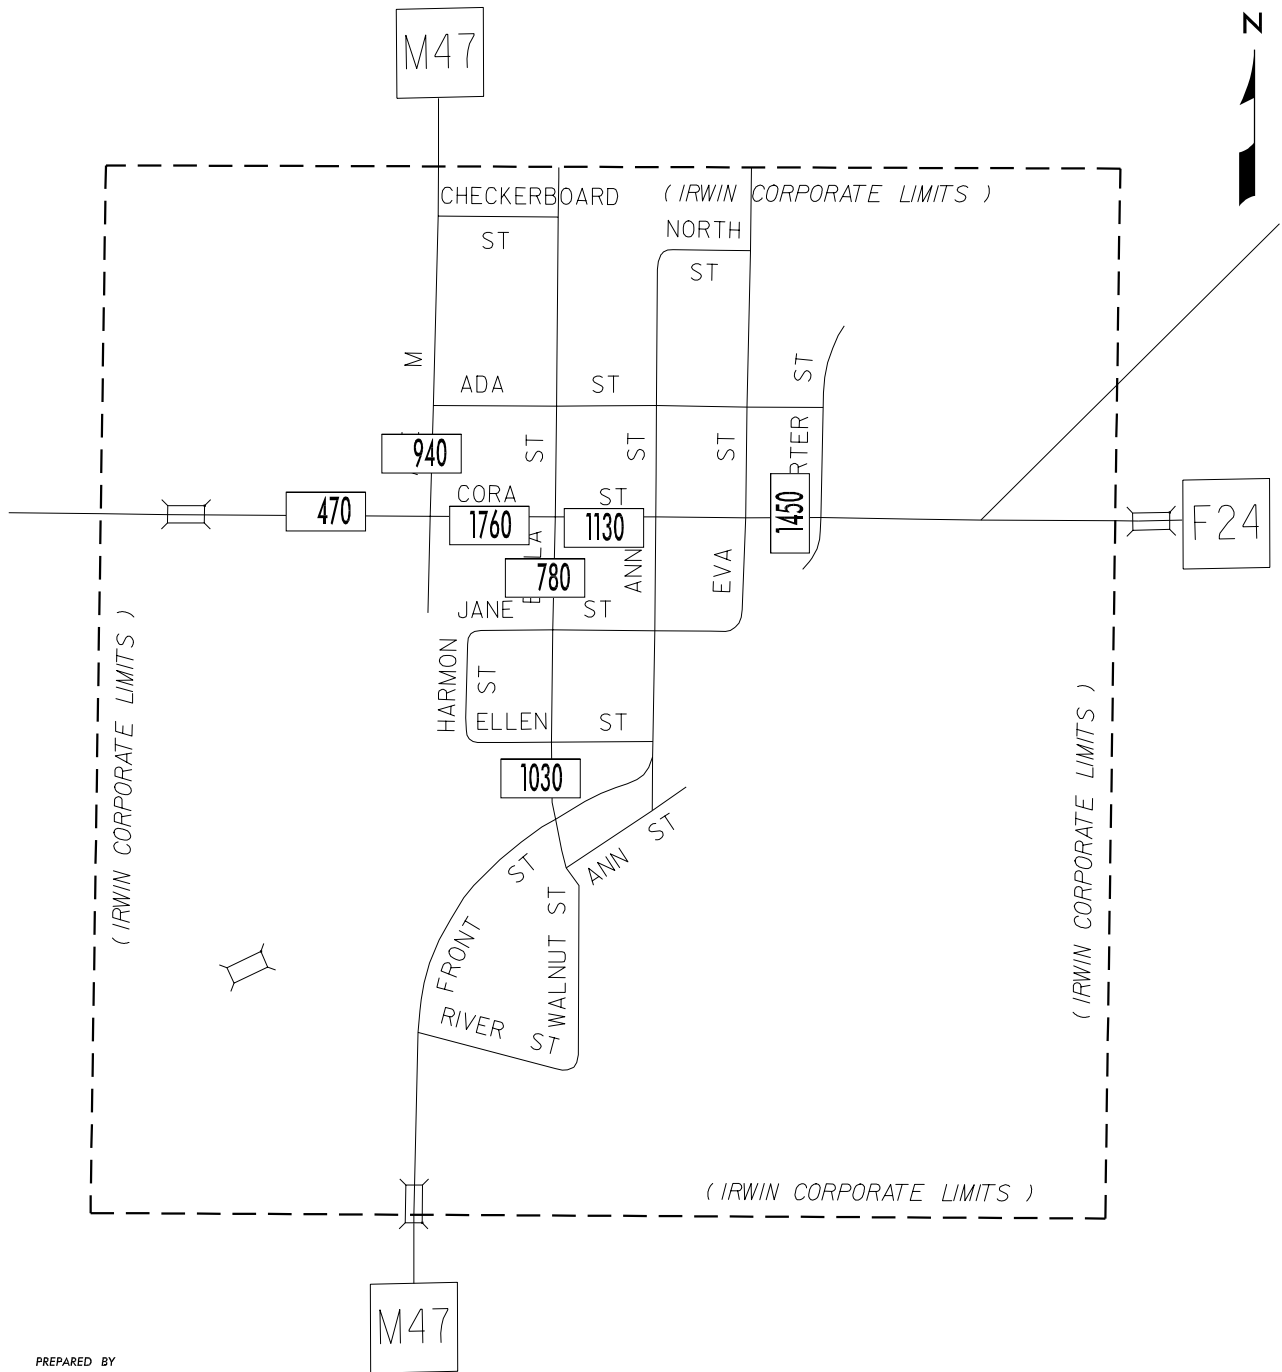 N
M47
CHECKERBOARD
ST
( IRWIN CORPORATE LIMITS )
NORTH
ST
M
ADA ST
ST
940
ST
ST
ST
RTER
470
CORA ST
1760
1130
1450
F24
780
ANN
EVA
JANE ST
( IRWIN CORPORATE LIMITS )
HARMON
ST
ELLEN ST
( IRWIN CORPORATE LIMITS )
1030
ST
ANN ST
FRONT
WALNUT ST
RIVER ST
( IRWIN CORPORATE LIMITS )
M47
PREPARED BY